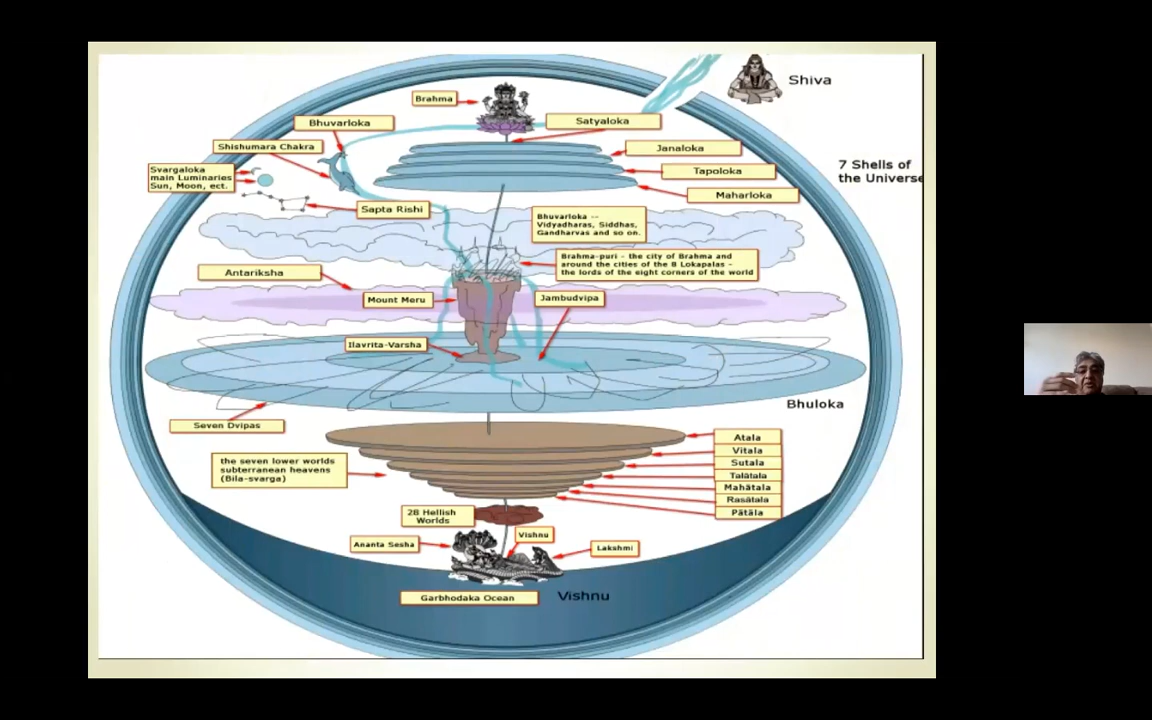 Shiva
Brahma
Satyaloka
Bhuvarloka
Shishumara Chakra
Janaloka
7 Shells of
the Universe
Svargaloka
main Luminaries
Sun, Moon, ect.
Tapoloka
Maharloka
Sapta Rishi
Bhuvarloka --
Vidyadharas, Siddhas,
Gandharvas and so on.
Brahma-puri - the city of Brahma and
around the cities of the 8 Lokapalas -
the lords of the eight corners of the world
Antariksha
Mount Meru
Jambudvipa
Ilavrita-Varsha
Bhuloka
Seven Dvipas
Atala
Vitala
Sutala
Talātala
Mahātala
Rasātala
Pātāla
the seven lower worlds
subterranean heavens
(Bila-svarga)
28 Hellish
Worlds
Vishnu
Ananta Sesha
Lakshmi
Garbhodaka Ocean
Vishnu